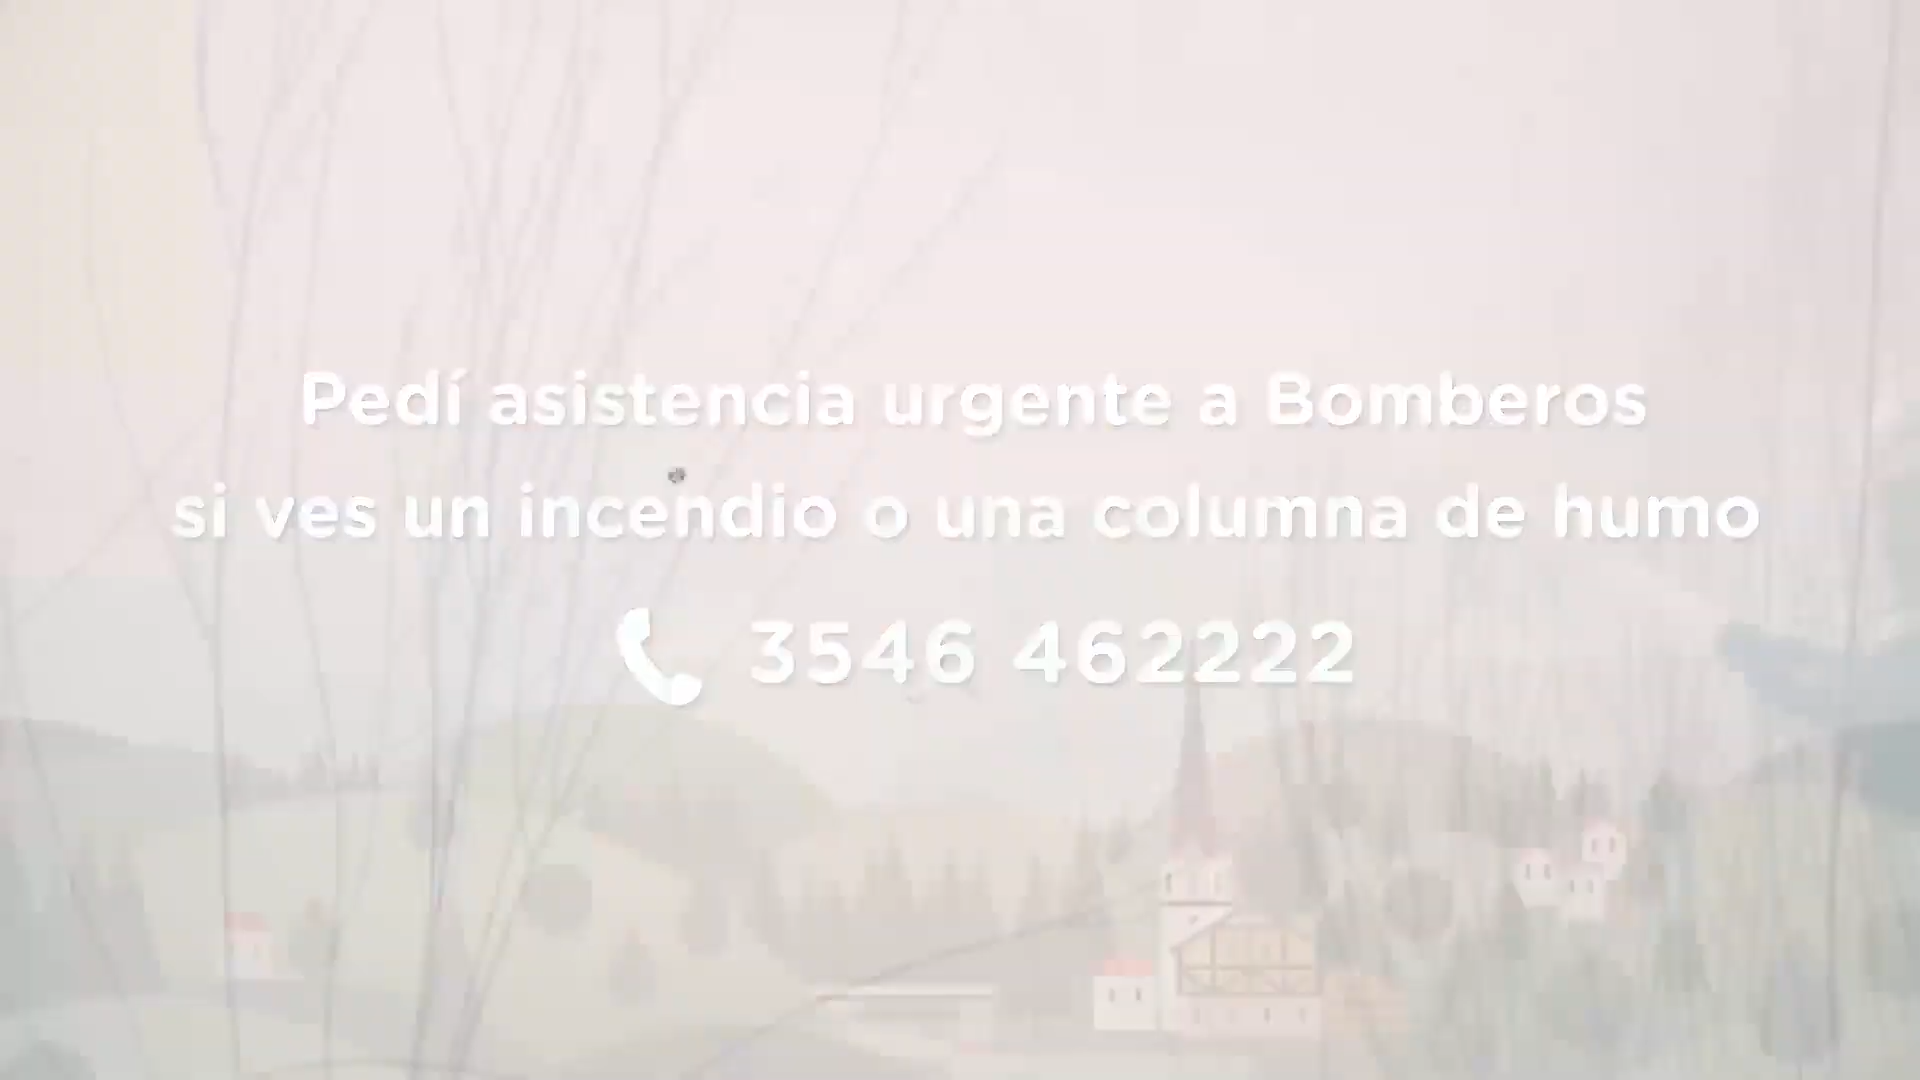 Pedí asistencia urgente a Bomberos
si ves un incendio o una columna de humo
3546 462222